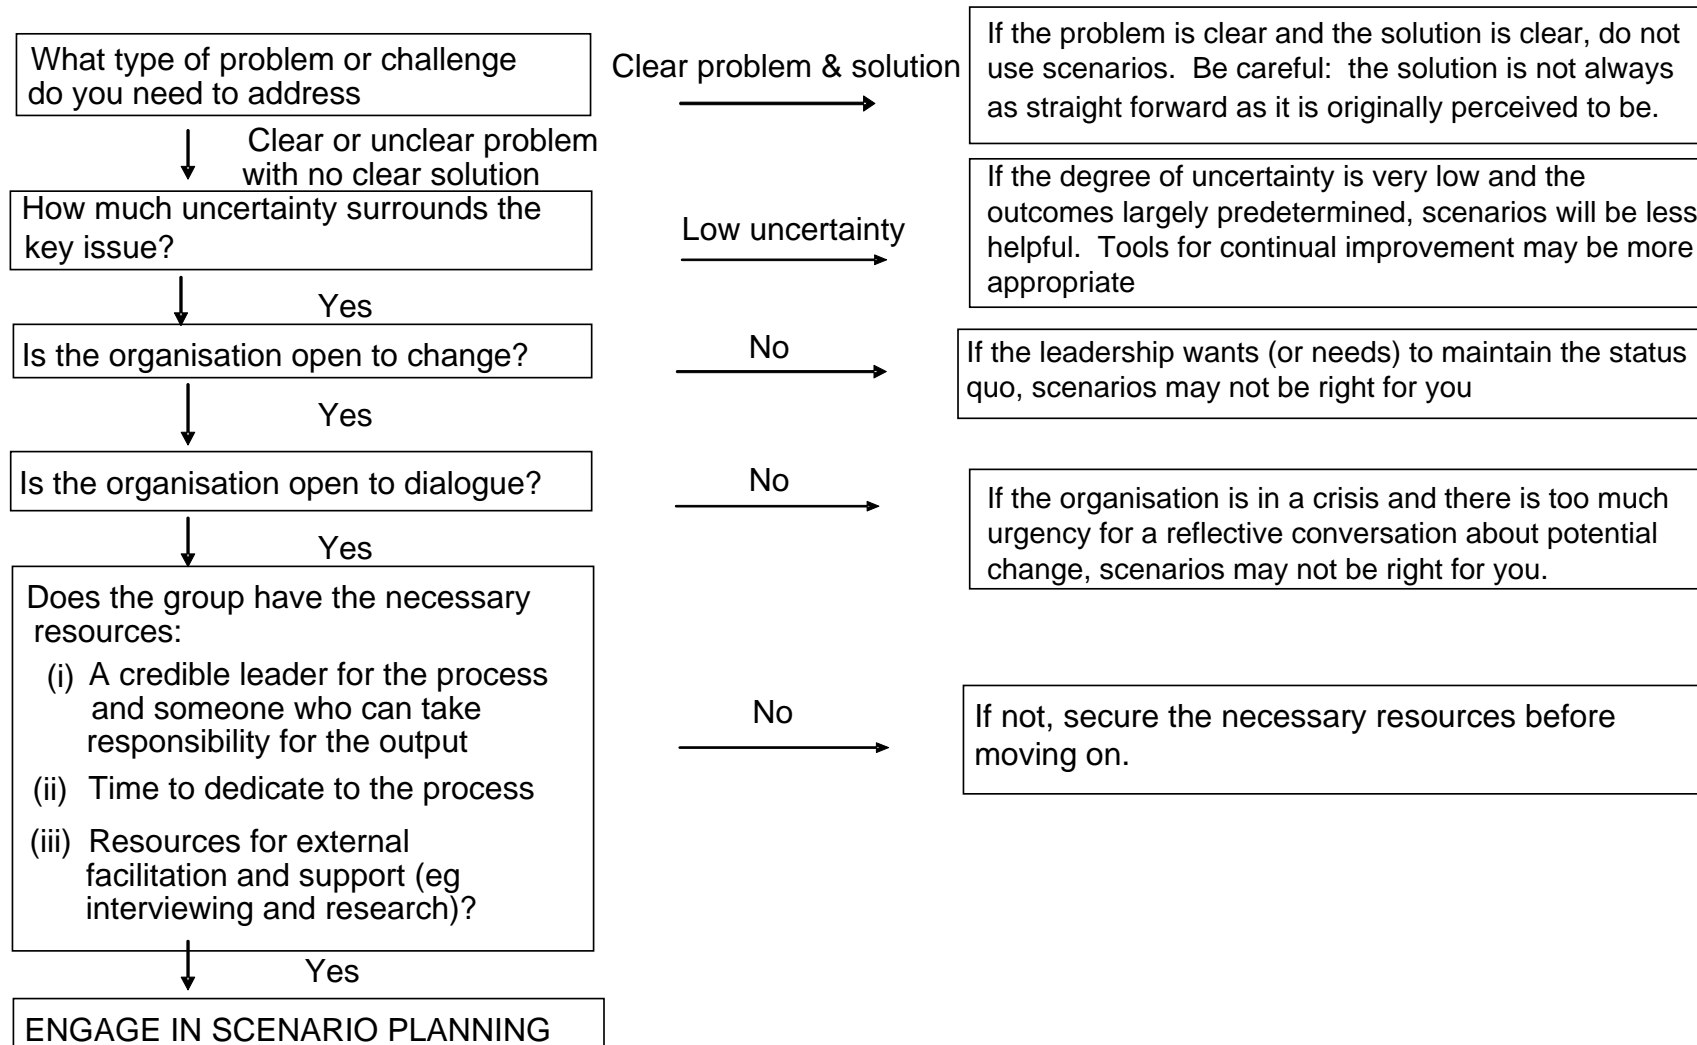 What type of problem or challenge
do you need to address
Clear problem & solution
If the problem is clear and the solution is clear, do not
use scenarios.  Be careful:  the solution is not always
as straight forward as it is originally perceived to be.
Clear or unclear problem
with no clear solution
How much uncertainty surrounds the
key issue?
Low uncertainty
If the degree of uncertainty is very low and the
outcomes largely predetermined, scenarios will be less
helpful.  Tools for continual improvement may be more
appropriate
Yes
Is the organisation open to change?
No
If the leadership wants (or needs) to maintain the status
quo, scenarios may not be right for you
Yes
Is the organisation open to dialogue?
No
If the organisation is in a crisis and there is too much
urgency for a reflective conversation about potential
change, scenarios may not be right for you.
Yes
Does the group have the necessary
resources:
(i) A credible leader for the process
and someone who can take
responsibility for the output
(ii) Time to dedicate to the process
(iii) Resources for external
facilitation and support (eg
interviewing and research)?
No
If not, secure the necessary resources before
moving on.
Yes
ENGAGE IN SCENARIO PLANNING